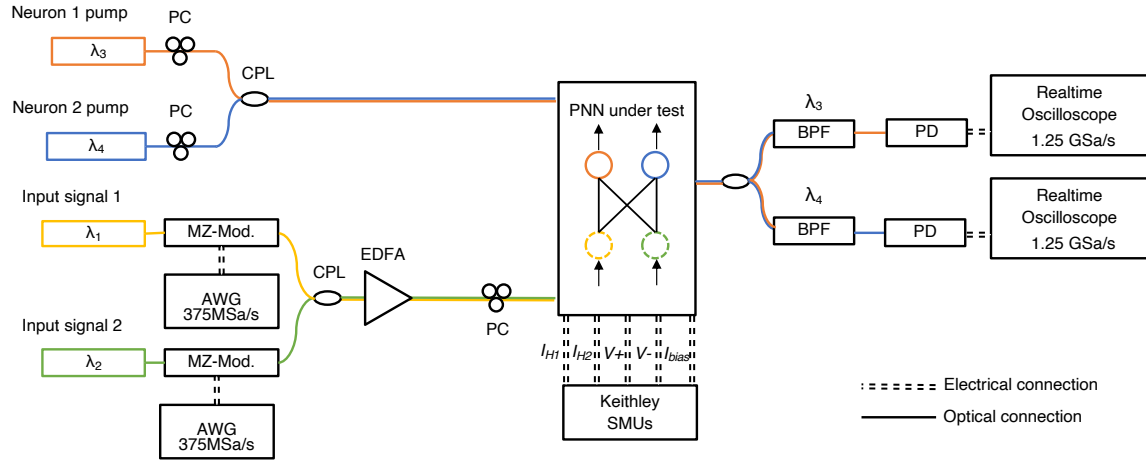 Neuron 1 pump
PC
λ3
CPL
Neuron 2 pump
PC
λ4
Input signal 1
λ1
MZ-Mod.
AWG
375MSa/s
CPL
EDFA
PC
Input signal 2
λ2
MZ-Mod.
AWG
375MSa/s
PNN under test
IH1
IH2
V+
V-
Ibias
Keithley
SMUs
λ3
BPF
PD
Realtime
Oscilloscope
1.25 GSa/s
λ4
BPF
PD
Realtime
Oscilloscope
1.25 GSa/s
Electrical connection
Optical connection